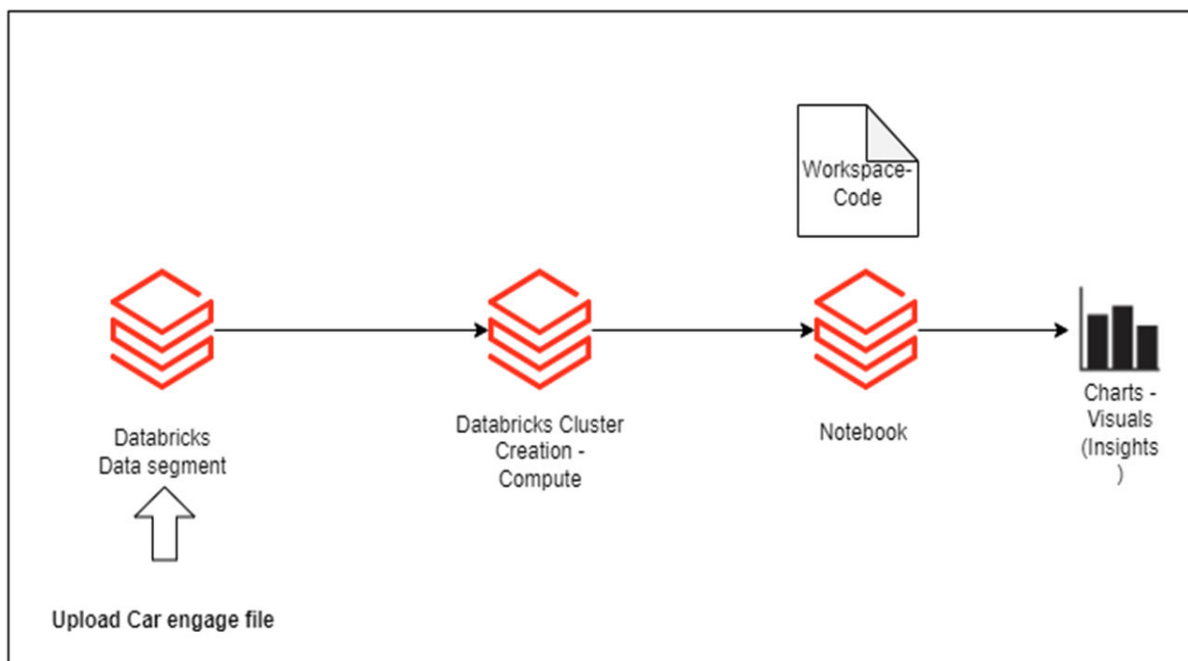 Workspace-
Code
Databricks
Data segment
Databricks Cluster
Creation -
Compute
Notebook
Charts -
Visuals
(Insights
)
Upload Car engage file